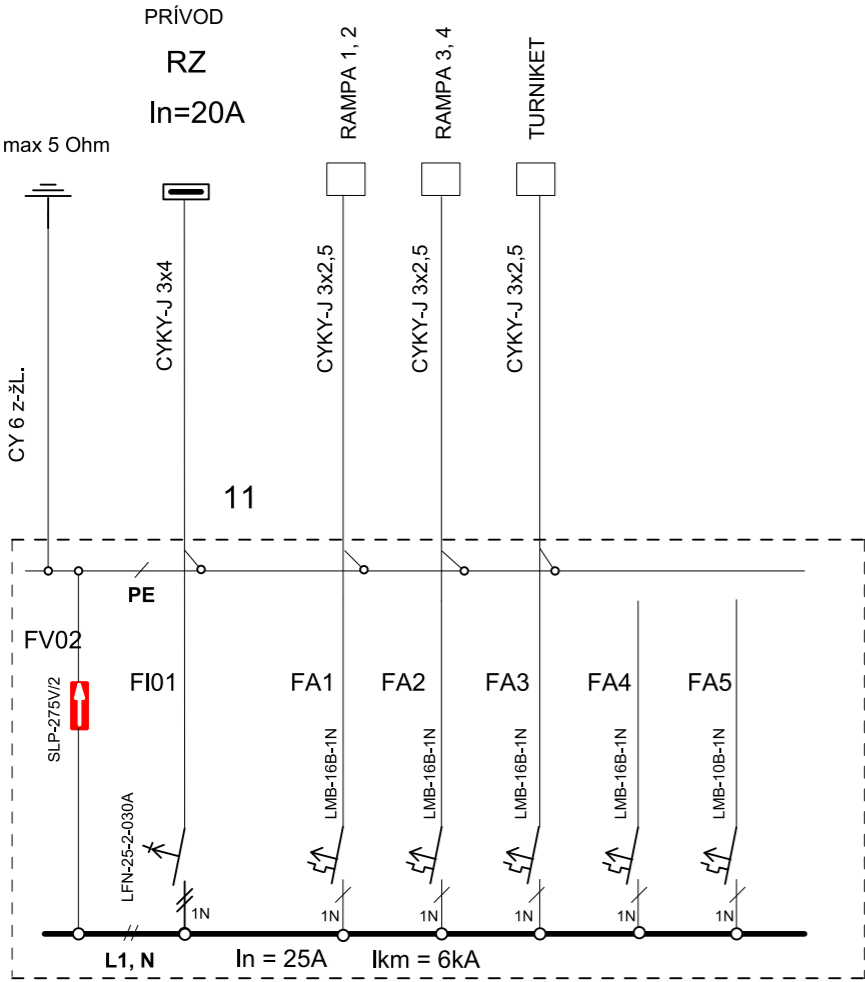 PRÍVOD
RZ
In=20A
max 5 Ohm
RAMPA 1, 2
RAMPA 3, 4
TURNIKET
CY 6 z-žL.
CYKY-J 3x4
CYKY-J 3x2,5
CYKY-J 3x2,5
CYKY-J 3x2,5
11
PE
FV02
FI01
FA1
FA2
FA3
FA4
FA5
SLP-275V/2
LFN-25-2-030A
LMB-16B-1N
LMB-16B-1N
LMB-16B-1N
LMB-16B-1N
LMB-10B-1N
1N
1N
1N
1N
1N
1N
L1, N
In = 25A
Ikm = 6kA